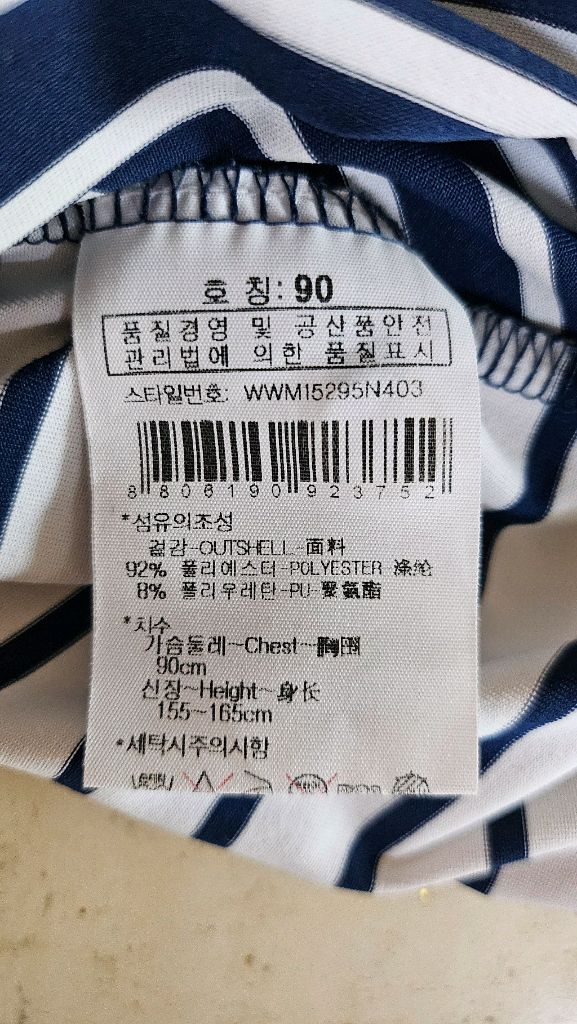 호 칭: 90
품질경영 및 공산품안전
관리법에 의한 품질표시
스타일번호: WWM15295N403
8 806190 923752
*섬유의조성
겉감-OUTSHELL-面料
92% 폴리에스터-POLYESTER-涤纶
8% 폴리우레탄-PU-聚氨酯
*치수
가슴둘레~Chest~胸围
90cm
신장~Height~身长
155~165cm
*세탁시주의사항